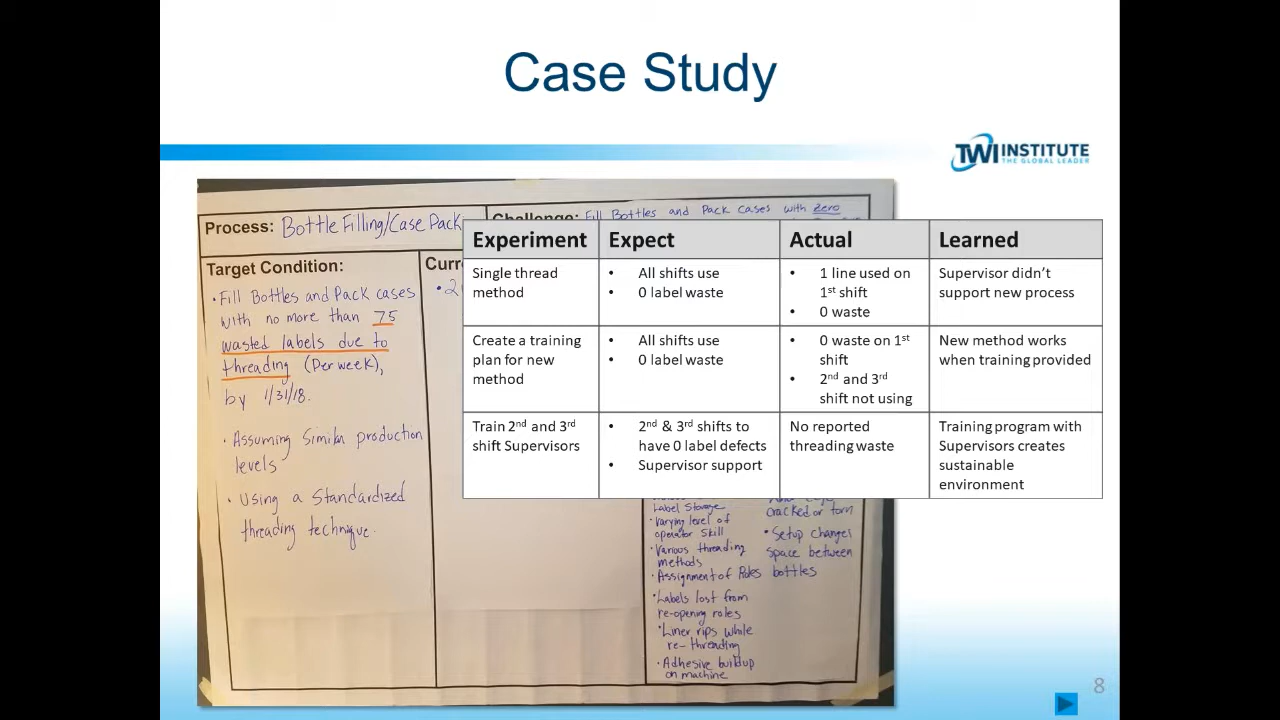 Case Study
TWI INSTITUTE
THE GLOBAL LEADER
Process: Bottle Filling/Case Pack
Challenge: Fill Bottles and Pack cases with zero
Target Condition:
• Fill Bottles and Pack cases
with no more than 75
wasted labels due to
threading (Per week),
by 1/31/18.
• Assuming Similar production
levels
• Using a Standardized
threading technique.
Experiment
Expect
Actual
Learned
Single thread
method
• All shifts use
• 0 label waste
• 1 line used on
1st shift
• 0 waste
Supervisor didn't
support new process
Create a training
plan for new
method
• All shifts use
• 0 label waste
• 0 waste on 1st
shift
• 2nd and 3rd
shift not using
New method works
when training provided
Train 2nd and 3rd
shift Supervisors
• 2nd & 3rd shifts to
have 0 label defects
• Supervisor support
No reported
threading waste
Training program with
Supervisors creates
sustainable
environment
Label Storage
• Varying level of
operator Skill
• Various threading
methods
• Assignment of Roles
• Labels lost from
re-opening roles
• Liner rips while
re-threading
• Adhesive buildup
on machine
cracked or torn
• Setup changes
space between
bottles
8